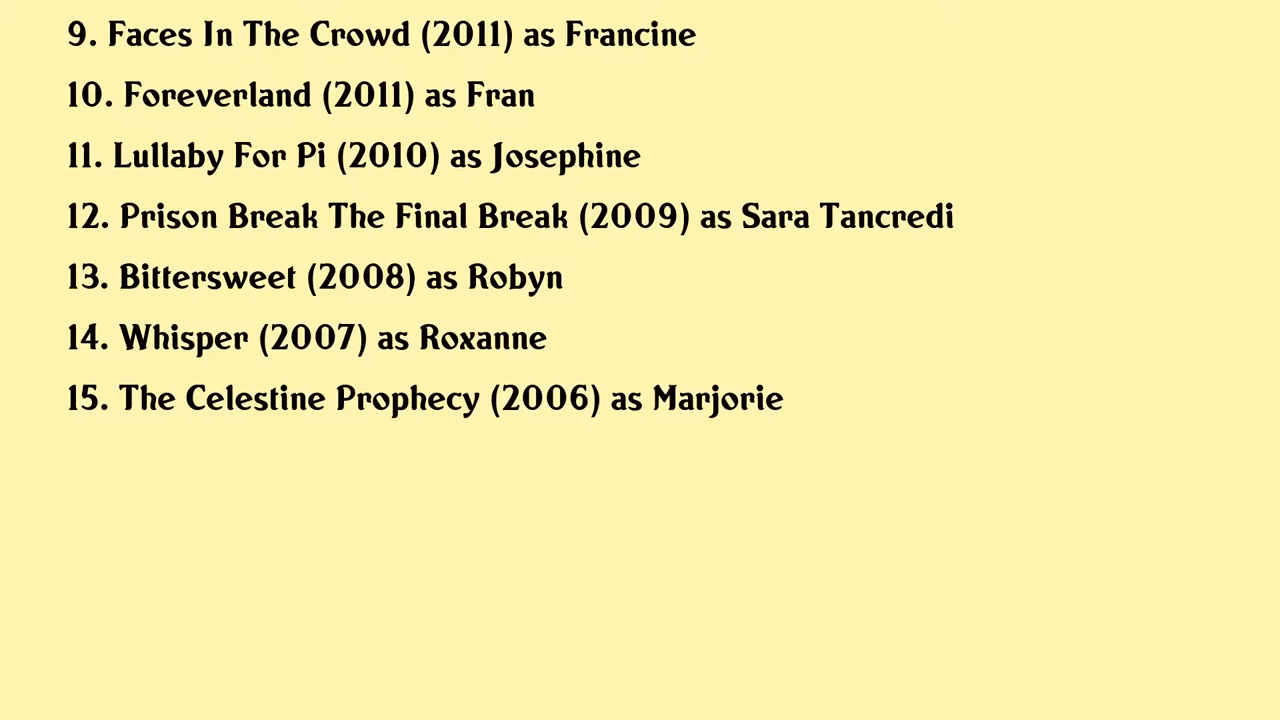 9. Faces In The Crowd (2011) as Francine
10. Foreverland (2011) as Fran
11. Lullaby For Pi (2010) as Josephine
12. Prison Break The Final Break (2009) as Sara Tancredi
13. Bittersweet (2008) as Robyn
14. Whisper (2007) as Roxanne
15. The Celestine Prophecy (2006) as Marjorie